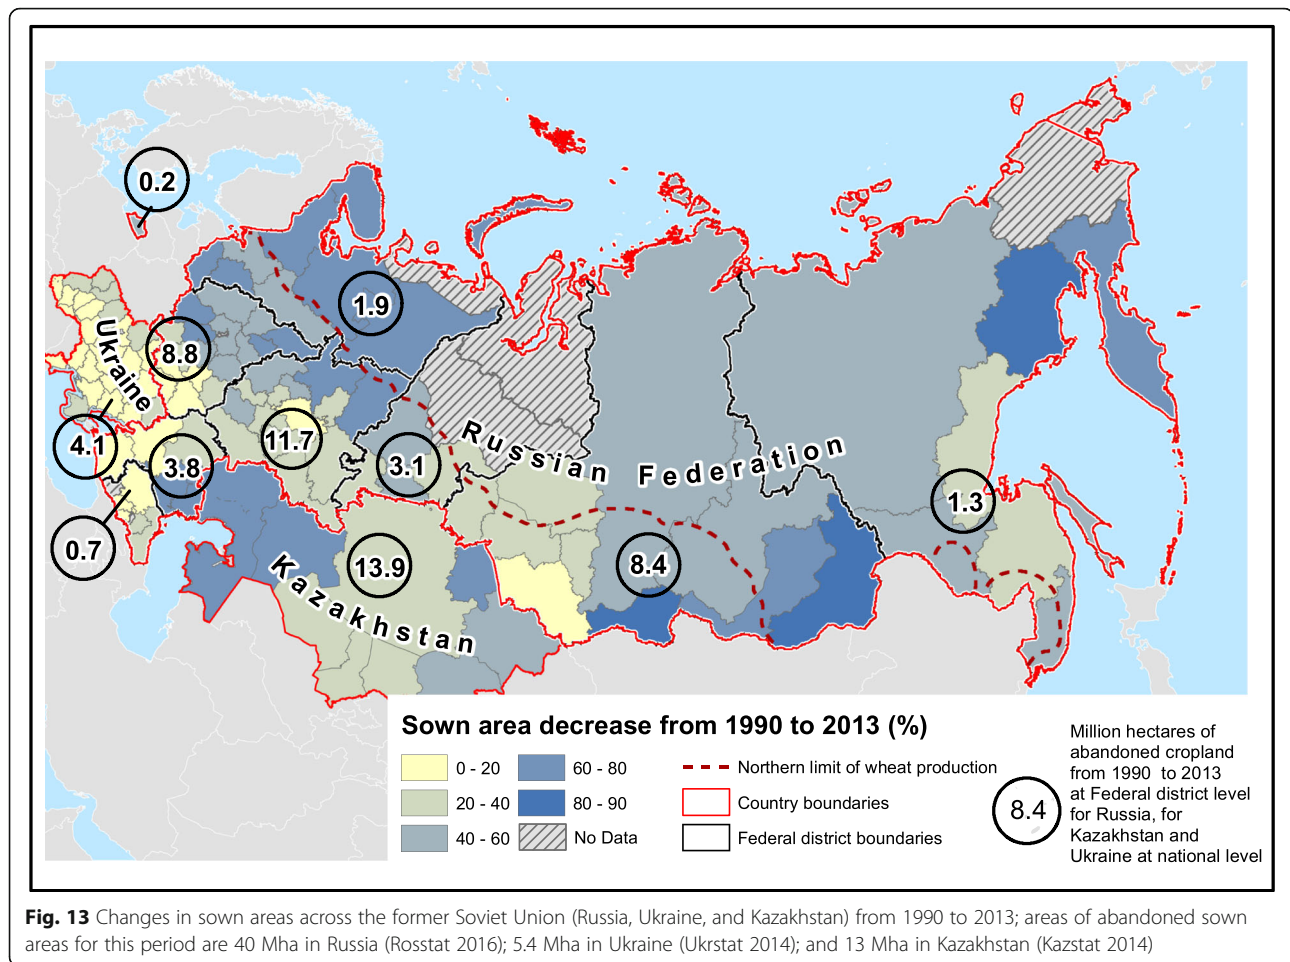 0.2
1.9
8.8
Ukraine
4.1
11.7
3.8
3.1
Russian Federation
1.3
0.7
13.9
8.4
Kazakhstan
Sown area decrease from 1990 to 2013 (%)
0 - 20
60 - 80
Northern limit of wheat production
20 - 40
80 - 90
Country boundaries
40 - 60
No Data
Federal district boundaries
8.4
Million hectares of
abandoned cropland
from 1990 to 2013
at Federal district level
for Russia, for
Kazakhstan and
Ukraine at national level
Fig. 13 Changes in sown areas across the former Soviet Union (Russia, Ukraine, and Kazakhstan) from 1990 to 2013; areas of abandoned sown
areas for this period are 40 Mha in Russia (Rosstat 2016); 5.4 Mha in Ukraine (Ukrstat 2014); and 13 Mha in Kazakhstan (Kazstat 2014)